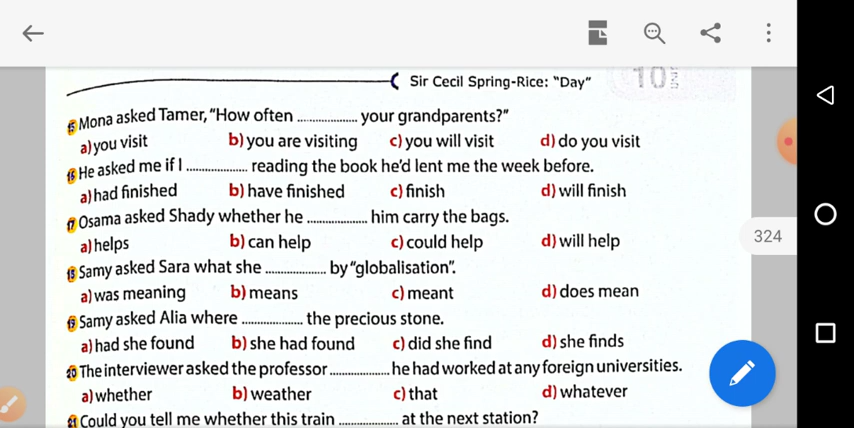 Sir Cecil Spring-Rice: "Day"
10
15 Mona asked Tamer, "How often .................. your grandparents?"
a) you visit b) you are visiting c) you will visit d) do you visit
16 He asked me if I .................. reading the book he'd lent me the week before.
a) had finished b) have finished c) finish d) will finish
17 Osama asked Shady whether he .................. him carry the bags.
a) helps b) can help c) could help d) will help
324
18 Samy asked Sara what she .................. by "globalisation".
a) was meaning b) means c) meant d) does mean
19 Samy asked Alia where .................. the precious stone.
a) had she found b) she had found c) did she find d) she finds
20 The interviewer asked the professor .................. he had worked at any foreign universities.
a) whether b) weather c) that d) whatever
21 Could you tell me whether this train .................. at the next station?